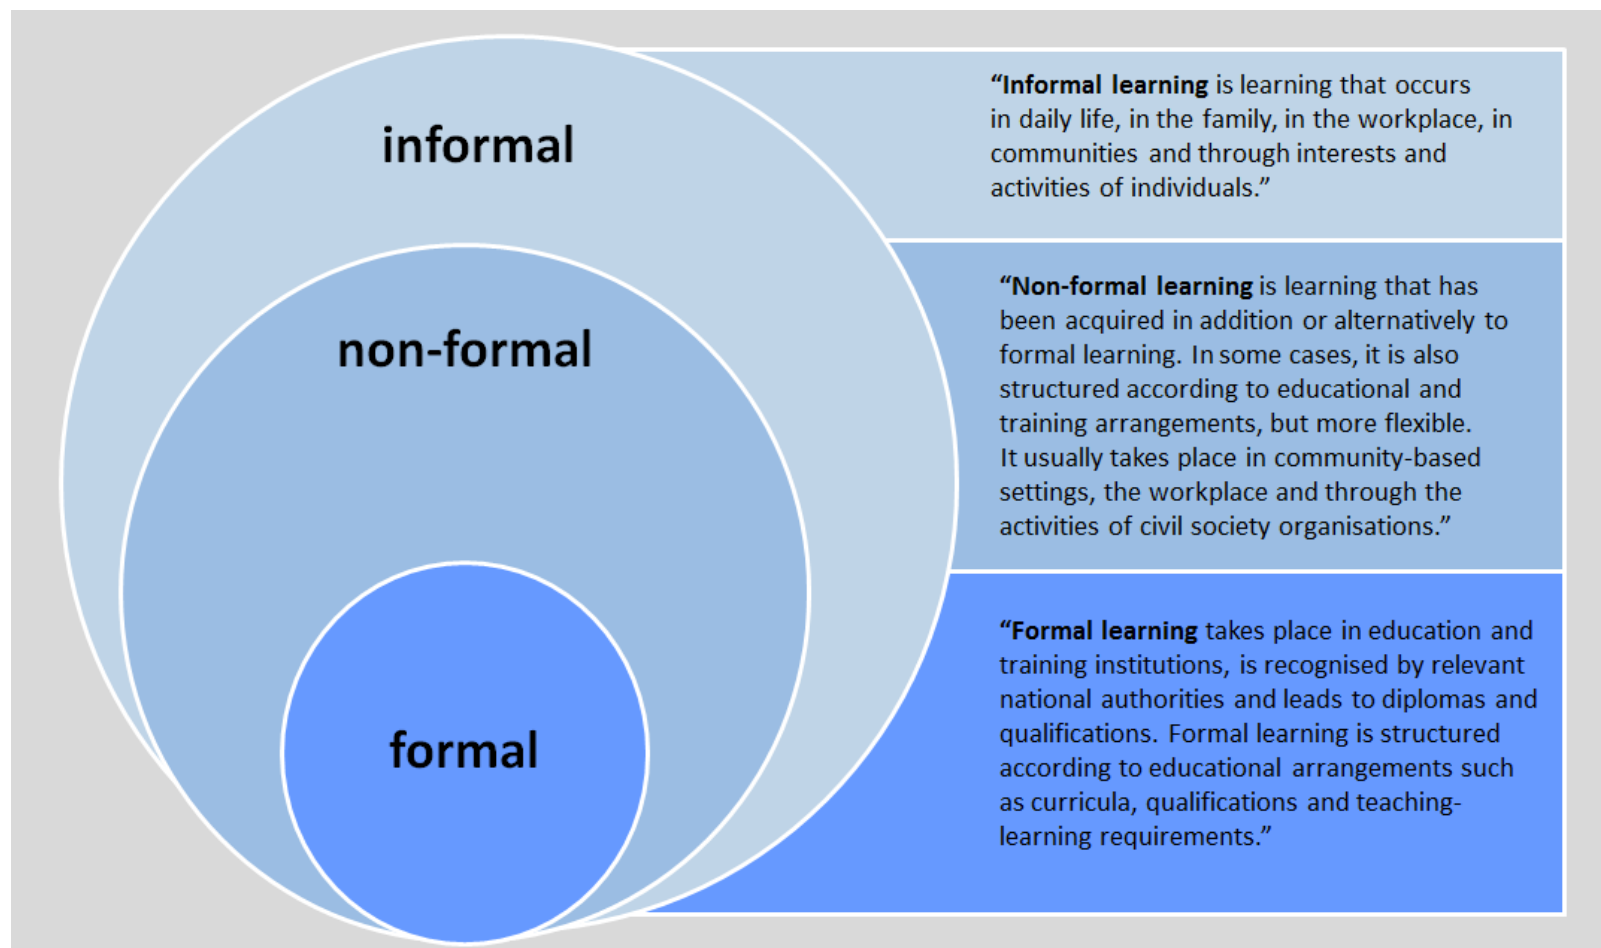 informal
“Informal learning is learning that occurs
in daily life, in the family, in the workplace, in
communities and through interests and
activities of individuals.”
non-formal
“Non-formal learning is learning that has
been acquired in addition or alternatively to
formal learning. In some cases, it is also
structured according to educational and
training arrangements, but more flexible.
It usually takes place in community-based
settings, the workplace and through the
activities of civil society organisations.”
formal
“Formal learning takes place in education and
training institutions, is recognised by relevant
national authorities and leads to diplomas and
qualifications. Formal learning is structured
according to educational arrangements such
as curricula, qualifications and teaching-
learning requirements.”